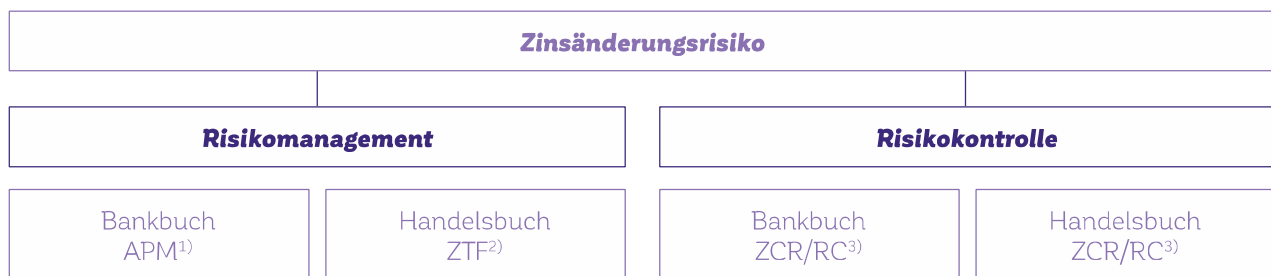 Zinsänderungsrisiko
Risikomanagement
Risikokontrolle
Bankbuch
APM1)
Handelsbuch
ZTF2)
Bankbuch
ZCR/RC3)
Handelsbuch
ZCR/RC3)